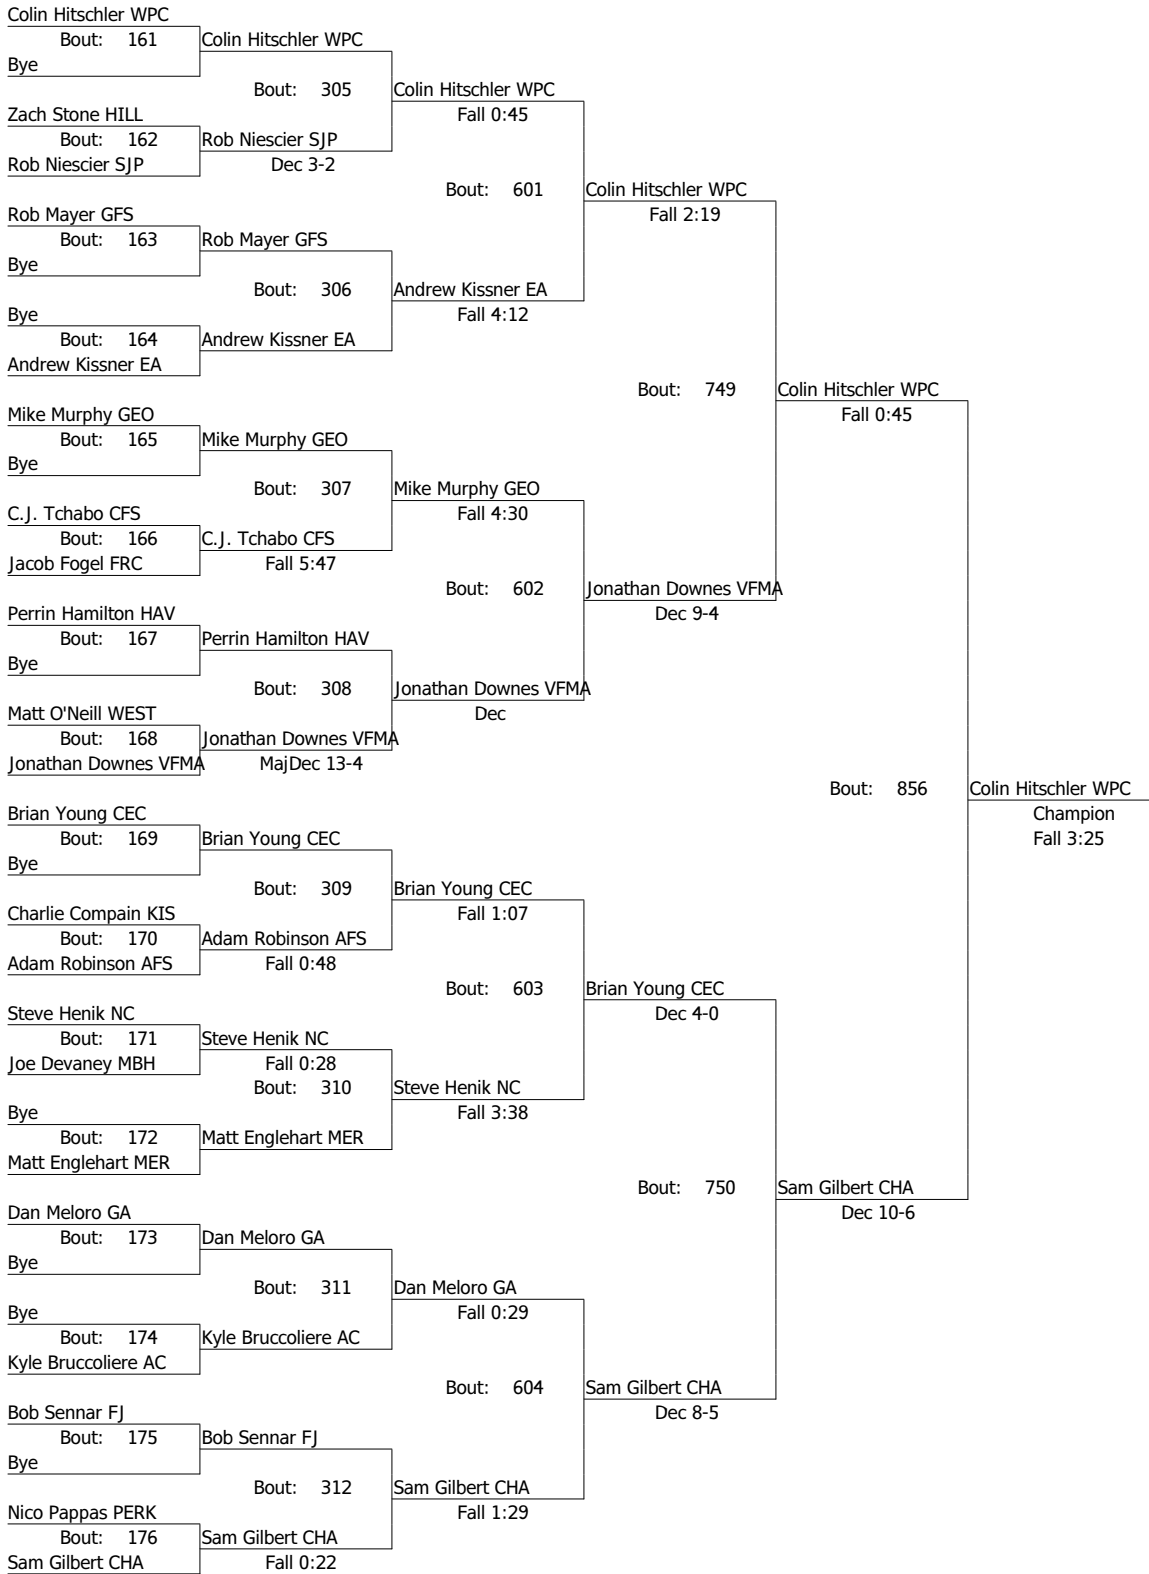 Colin Hitschler WPC
Bout: 161
Colin Hitschler WPC
Bye
Bout: 305
Colin Hitschler WPC
Fall 0:45
Zach Stone HILL
Bout: 162
Rob Niescier SJP
Rob Niescier SJP
Dec 3-2
Bout: 601
Colin Hitschler WPC
Fall 2:19
Rob Mayer GFS
Bout: 163
Rob Mayer GFS
Bye
Bout: 306
Andrew Kissner EA
Fall 4:12
Bye
Bout: 164
Andrew Kissner EA
Andrew Kissner EA
Bout: 749
Colin Hitschler WPC
Fall 0:45
Mike Murphy GEO
Bout: 165
Mike Murphy GEO
Bye
Bout: 307
Mike Murphy GEO
Fall 4:30
C.J. Tchabo CFS
Bout: 166
C.J. Tchabo CFS
Jacob Fogel FRC
Fall 5:47
Bout: 602
Jonathan Downes VFMA
Dec 9-4
Perrin Hamilton HAV
Bout: 167
Perrin Hamilton HAV
Bye
Bout: 308
Jonathan Downes VFMA
Dec
Matt O'Neill WEST
Bout: 168
Jonathan Downes VFMA
Jonathan Downes VFMA
MajDec 13-4
Bout: 856
Colin Hitschler WPC
Champion
Fall 3:25
Brian Young CEC
Bout: 169
Brian Young CEC
Bye
Bout: 309
Brian Young CEC
Fall 1:07
Charlie Compain KIS
Bout: 170
Adam Robinson AFS
Adam Robinson AFS
Fall 0:48
Bout: 603
Brian Young CEC
Dec 4-0
Steve Henik NC
Bout: 171
Steve Henik NC
Joe Devaney MBH
Fall 0:28
Bout: 310
Steve Henik NC
Fall 3:38
Bye
Bout: 172
Matt Englehart MER
Matt Englehart MER
Bout: 750
Sam Gilbert CHA
Dec 10-6
Dan Meloro GA
Bout: 173
Dan Meloro GA
Bye
Bout: 311
Dan Meloro GA
Fall 0:29
Bye
Bout: 174
Kyle Bruccoliere AC
Kyle Bruccoliere AC
Bout: 604
Sam Gilbert CHA
Dec 8-5
Bob Sennar FJ
Bout: 175
Bob Sennar FJ
Bye
Bout: 312
Sam Gilbert CHA
Fall 1:29
Nico Pappas PERK
Bout: 176
Sam Gilbert CHA
Sam Gilbert CHA
Fall 0:22